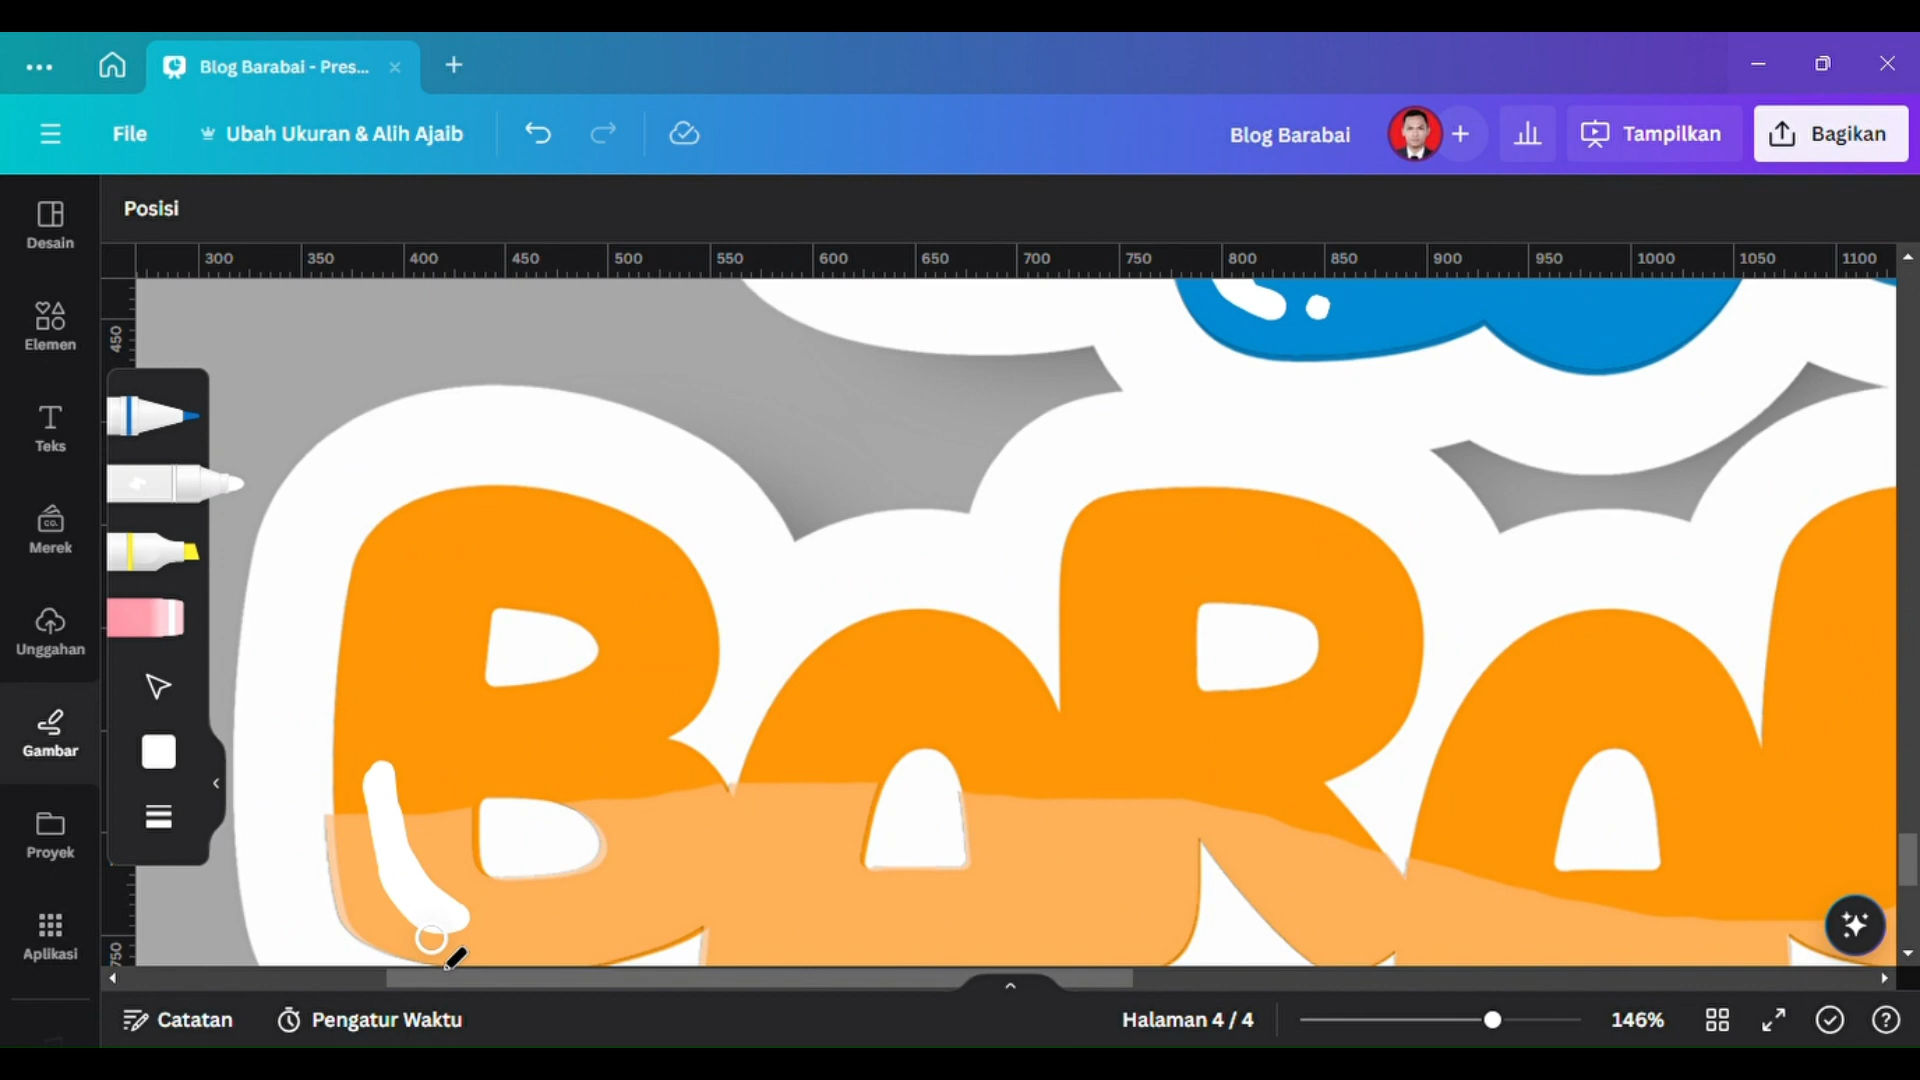 Blog Barabai - Pres...
File
Ubah Ukuran & Alih Ajaib
Blog Barabai
Tampilkan
Bagikan
Posisi
300 350 400 450 500 550 600 650 700 750 800 850 900 950 1000 1050 1100
450
750
Desain
Elemen
Teks
CO.
Merek
Unggahan
Gambar
Proyek
Aplikasi
BaRa
Catatan
Pengatur Waktu
Halaman 4 / 4
146%